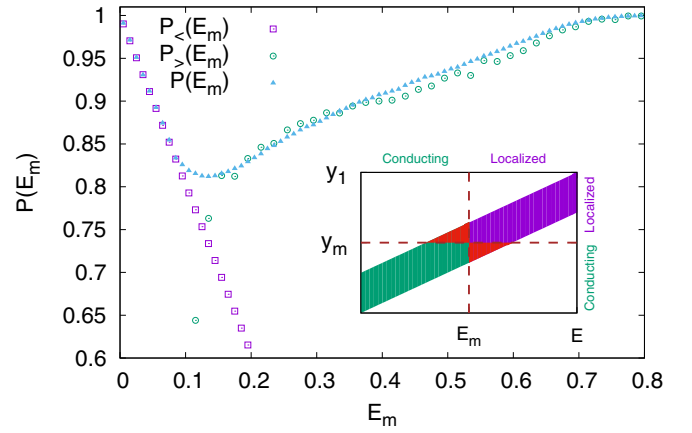 1
0.95
0.9
0.85
0.8
0.75
0.7
0.65
0.6
P(E_m)
P_<(E_m)
P_>(E_m)
P(E_m)
Conducting Localized
y_1
y_m
Localized
Conducting
E_m E
0 0.1 0.2 0.3 0.4 0.5 0.6 0.7 0.8
E_m